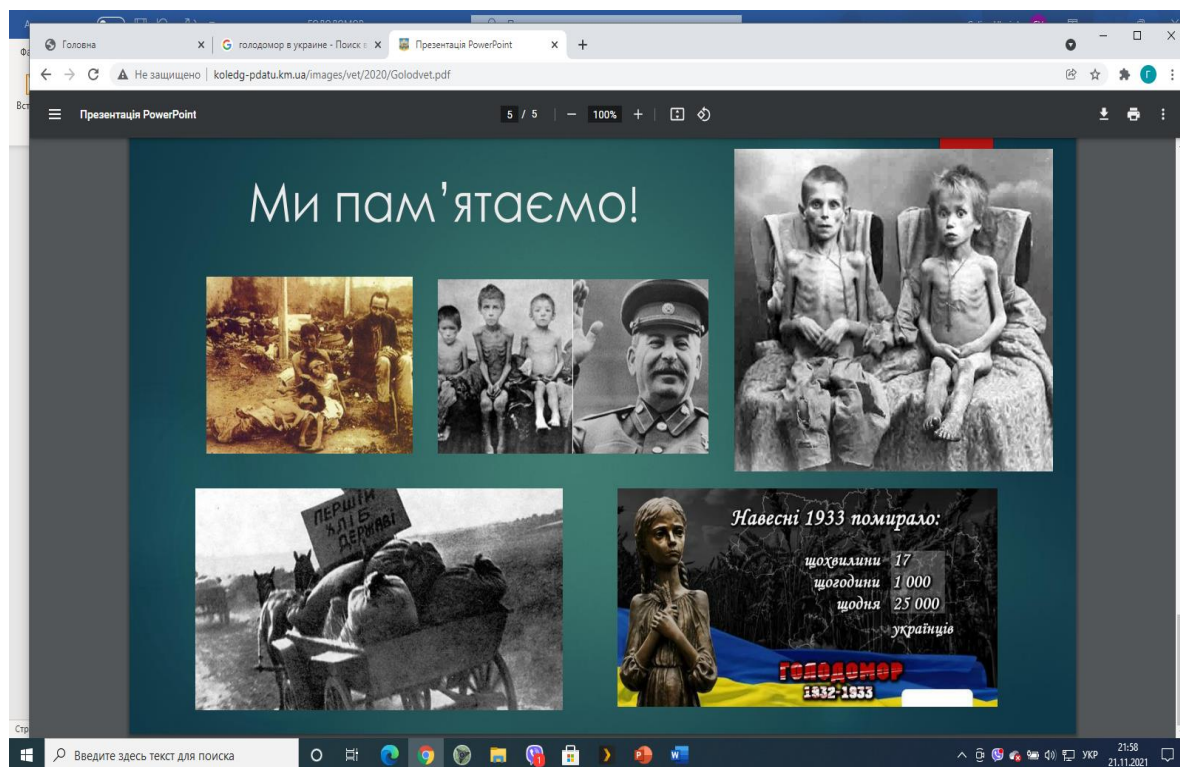 ГОЛОДОМОР
Головна
голодомор в украине - Поиск в
Презентація PowerPoint
Не защищено
koledg-pdatu.km.ua/images/vet/2020/Golodvet.pdf
Г
Презентація PowerPoint
5 / 5
100%
Ми пам’ятаємо!
ПЕРШИЙ
ХЛІБ
ДЕРЖАВІ
Навесні 1933 помирало:
щохвилини 17
щогодини 1 000
щодня 25 000
українців
ГОЛОДОМОР
1932-1933
Введите здесь текст для поиска
УКР
21:58
21.11.2021